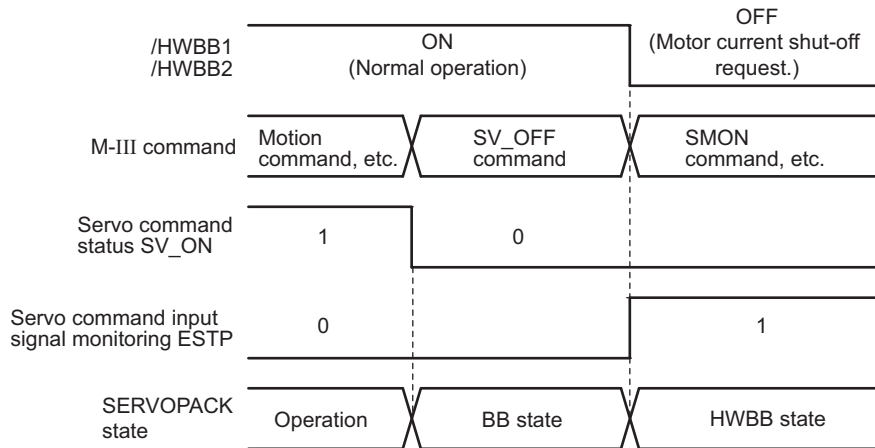 /HWBB1
/HWBB2
ON
(Normal operation)
OFF
(Motor current shut-off
request.)
M-III command
Motion
command, etc.
SV_OFF
command
SMON
command, etc.
Servo command
status SV_ON
1
0
Servo command input
signal monitoring ESTP
0
1
SERVOPACK
state
Operation
BB state
HWBB state